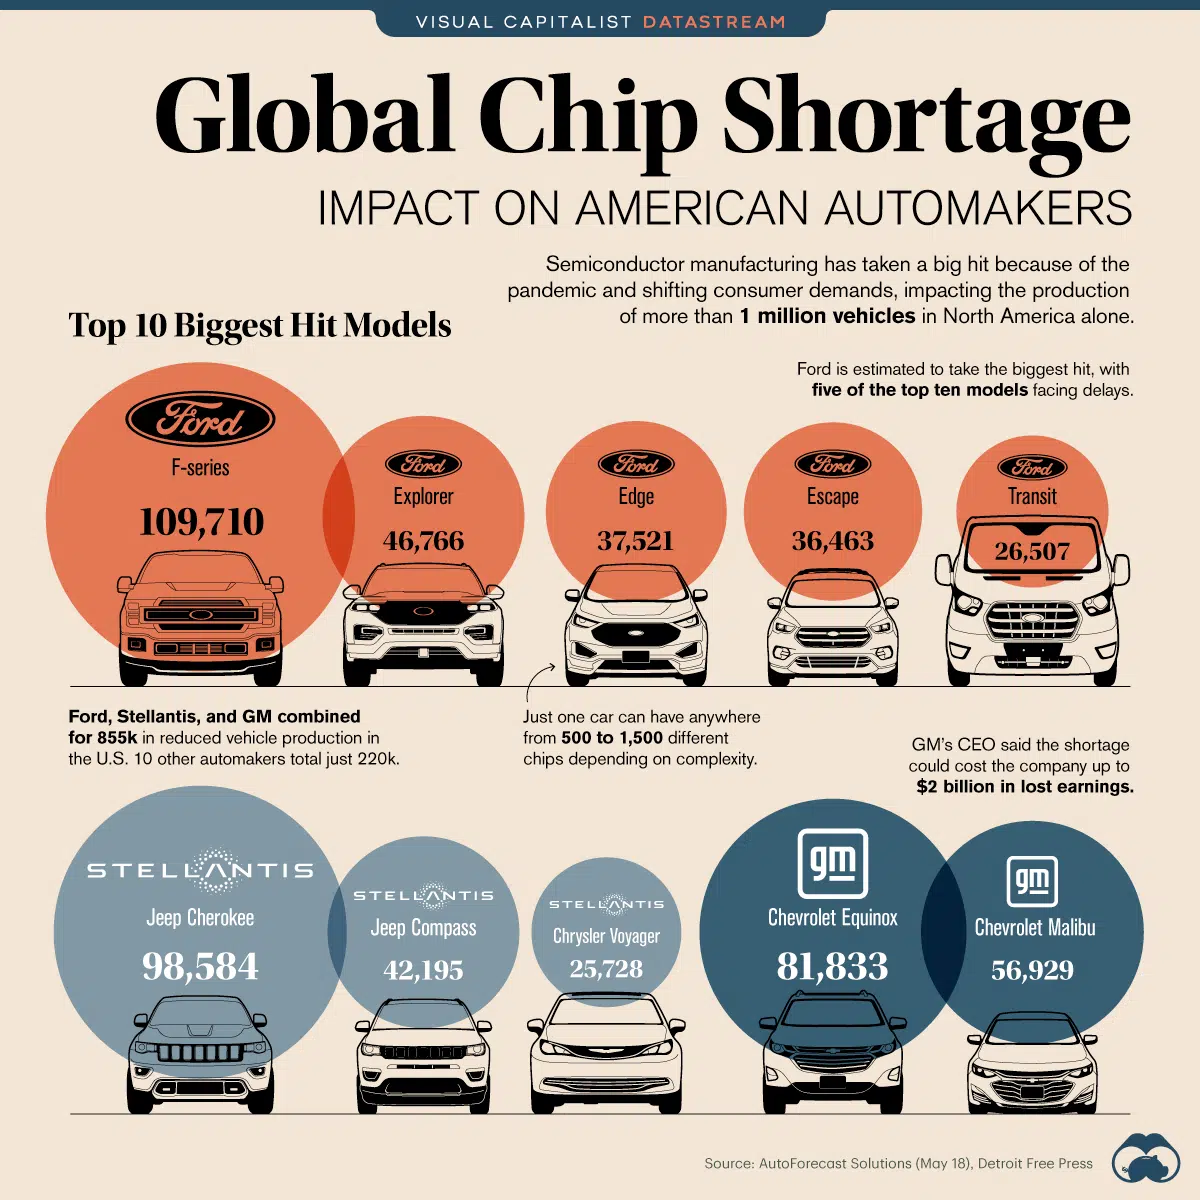 VISUAL CAPITALIST DATASTREAM
Global Chip Shortage
IMPACT ON AMERICAN AUTOMAKERS
Semiconductor manufacturing has taken a big hit because of the
pandemic and shifting consumer demands, impacting the production
of more than 1 million vehicles in North America alone.
Top 10 Biggest Hit Models
Ford is estimated to take the biggest hit, with
five of the top ten models facing delays.
Ford
F-series
109,710
Ford
Explorer
46,766
Ford
Edge
37,521
Ford
Escape
36,463
Ford
Transit
26,507
Ford, Stellantis, and GM combined
for 855k in reduced vehicle production in
the U.S. 10 other automakers total just 220k.
Just one car can have anywhere
from 500 to 1,500 different
chips depending on complexity.
GM's CEO said the shortage
could cost the company up to
$2 billion in lost earnings.
STELLANTIS
Jeep Cherokee
98,584
STELLANTIS
Jeep Compass
42,195
STELLANTIS
Chrysler Voyager
25,728
gm
Chevrolet Equinox
81,833
gm
Chevrolet Malibu
56,929
Source: AutoForecast Solutions (May 18), Detroit Free Press